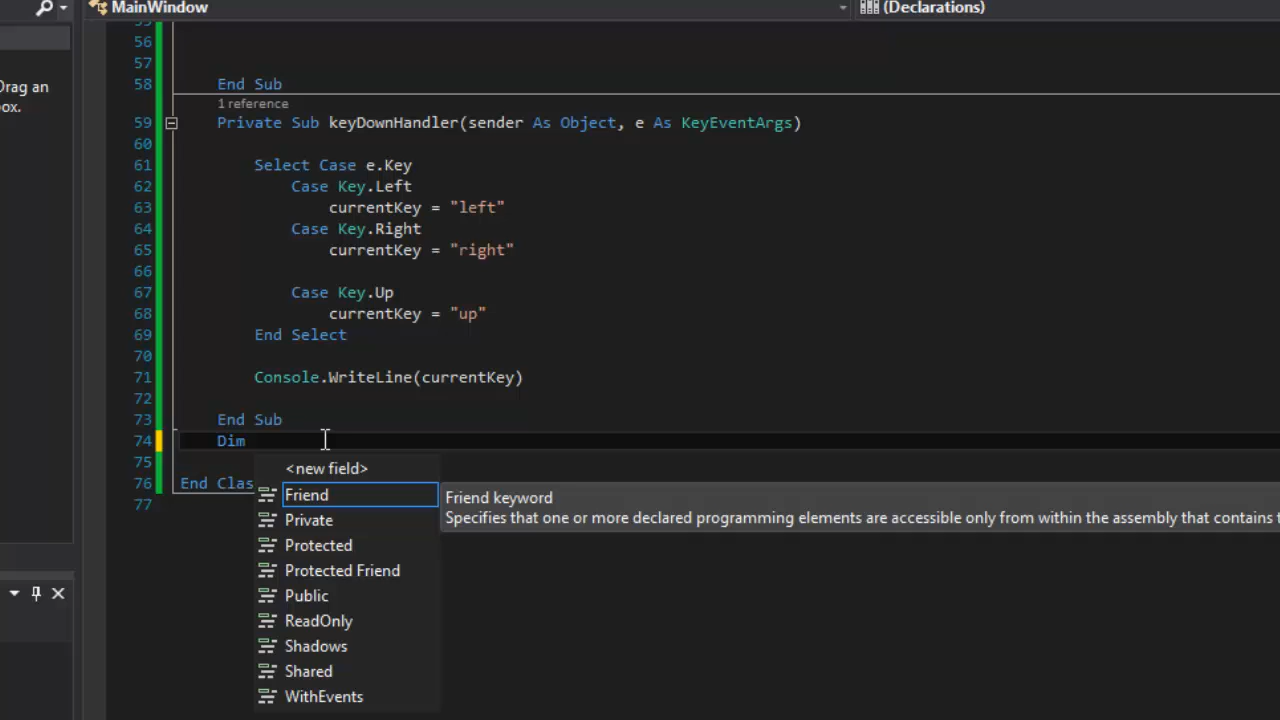 MainWindow
(Declarations)
Drag an
box.
55
56
57
58 End Sub
1 reference
59 Private Sub keyDownHandler(sender As Object, e As KeyEventArgs)
60
61 Select Case e.Key
62 Case Key.Left
63 currentKey = "left"
64 Case Key.Right
65 currentKey = "right"
66
67 Case Key.Up
68 currentKey = "up"
69 End Select
70
71 Console.WriteLine(currentKey)
72
73 End Sub
74 Dim
75
76 End Clas
77
<new field>
Friend
Private
Protected
Protected Friend
Public
ReadOnly
Shadows
Shared
WithEvents
Friend keyword
Specifies that one or more declared programming elements are accessible only from within the assembly that contains t